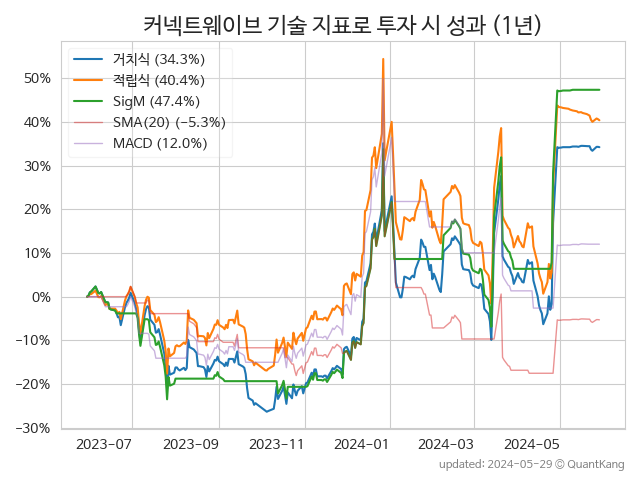 커넥트웨이브 기술 지표로 투자 시 성과 (1년)
거치식 (34.3%)
적립식 (40.4%)
SigM (47.4%)
SMA(20) (−5.3%)
MACD (12.0%)
50%
40%
30%
20%
10%
0%
−10%
−20%
−30%
2023-07 2023-09 2023-11 2024-01 2024-03 2024-05
updated: 2024-05-29 © QuantKang